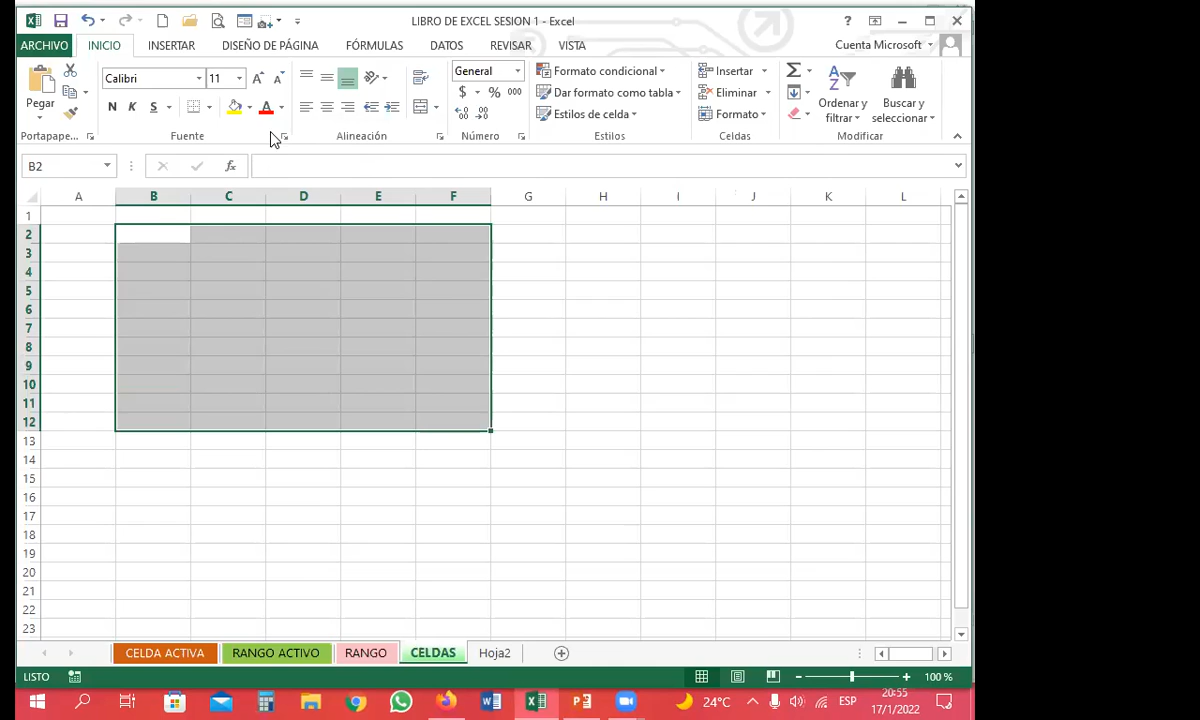 LIBRO DE EXCEL SESION 1 - Excel
ARCHIVO INICIO INSERTAR DISEÑO DE PÁGINA FÓRMULAS DATOS REVISAR VISTA Cuenta Microsoft
Pegar
Calibri 11
N K S A
General
$ % 000
Formato condicional
Dar formato como tabla
Estilos de celda
Insertar
Eliminar
Formato
Ordenar y filtrar
Buscar y seleccionar
Portapape... Fuente Alineación Número Estilos Celdas Modificar
B2 fx
A B C D E F G H I J K L
1
2
3
4
5
6
7
8
9
10
11
12
13
14
15
16
17
18
19
20
21
22
23
CELDA ACTIVA RANGO ACTIVO RANGO CELDAS Hoja2
LISTO 100 %
24°C ESP 20:55
17/1/2022